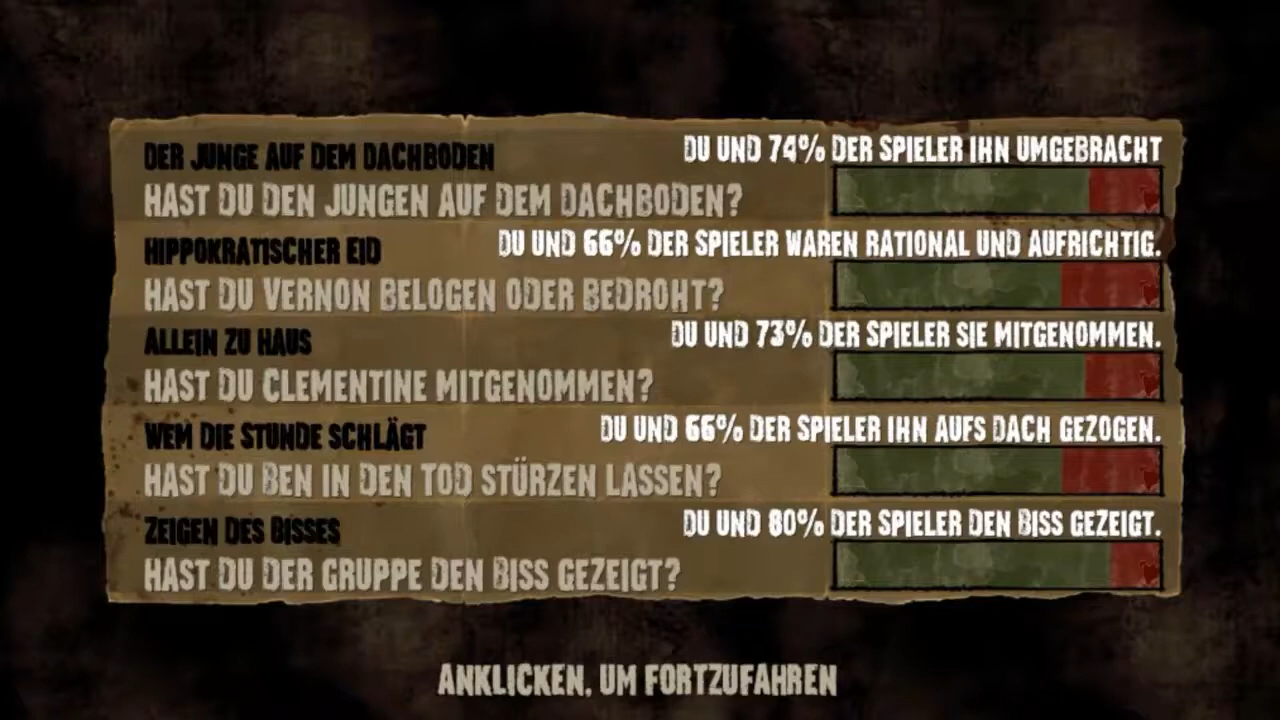 DER JUNGE AUF DEM DACHBODEN
DU UND 74% DER SPIELER IHN UMGEBRACHT
HAST DU DEN JUNGEN AUF DEM DACHBODEN?
HIPPOKRATISCHER EID
DU UND 66% DER SPIELER WAREN RATIONAL UND AUFRICHTIG.
HAST DU VERNON BELOGEN ODER BEDROHT?
ALLEIN ZU HAUS
DU UND 73% DER SPIELER SIE MITGENOMMEN.
HAST DU CLEMENTINE MITGENOMMEN?
WEM DIE STUNDE SCHLÄGT
DU UND 66% DER SPIELER IHN AUFS DACH GEZOGEN.
HAST DU BEN IN DEN TOD STÜRZEN LASSEN?
ZEIGEN DES BISSES
DU UND 80% DER SPIELER DEN BISS GEZEIGT.
HAST DU DER GRUPPE DEN BISS GEZEIGT?
ANKLICKEN, UM FORTZUFAHREN